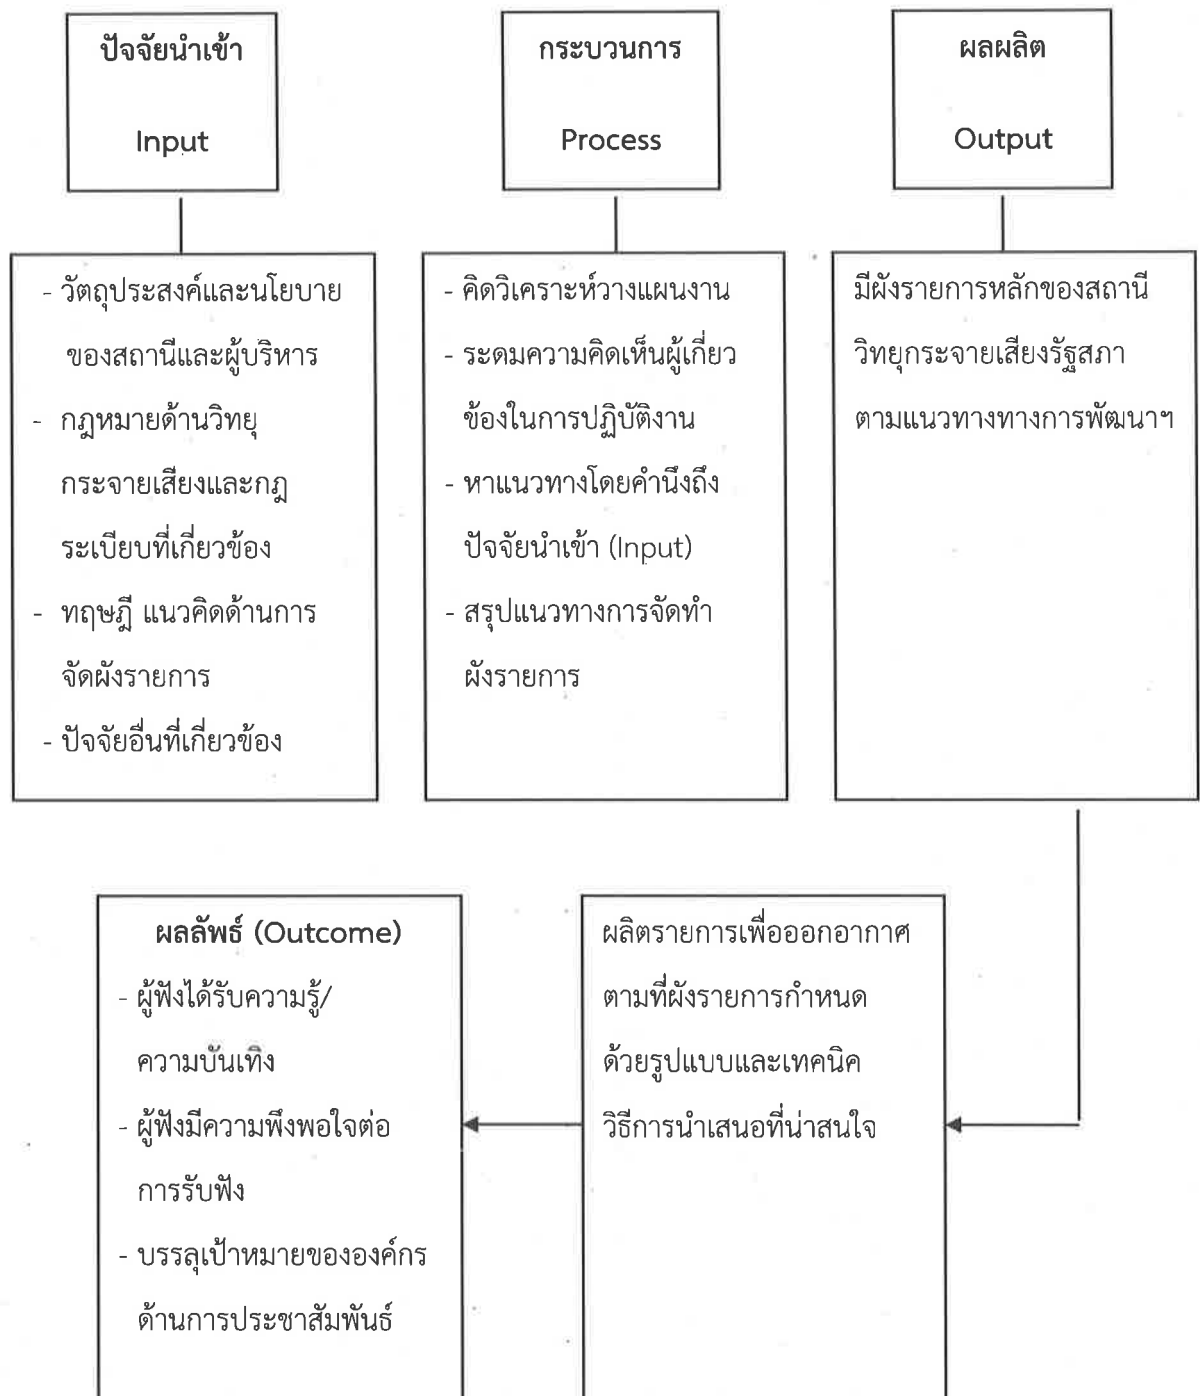 ปัจจัยนำเข้า
Input
กระบวนการ
Process
ผลผลิต
Output
- วัตถุประสงค์และนโยบาย
ของสถานีและผู้บริหาร
- กฎหมายด้านวิทยุ
กระจายเสียงและกฎ
ระเบียบที่เกี่ยวข้อง
- ทฤษฎี แนวคิดด้านการ
จัดผังรายการ
- ปัจจัยอื่นที่เกี่ยวข้อง
- คิดวิเคราะห์วางแผนงาน
- ระดมความคิดเห็นผู้เกี่ยว
ข้องในการปฏิบัติงาน
- หาแนวทางโดยคำนึงถึง
ปัจจัยนำเข้า (Input)
- สรุปแนวทางการจัดทำ
ผังรายการ
มีผังรายการหลักของสถานี
วิทยุกระจายเสียงรัฐสภา
ตามแนวทางทางการพัฒนาฯ
ผลิตรายการเพื่อออกอากาศ
ตามที่ผังรายการกำหนด
ด้วยรูปแบบและเทคนิค
วิธีการนำเสนอที่น่าสนใจ
ผลลัพธ์ (Outcome)
- ผู้ฟังได้รับความรู้/
ความบันเทิง
- ผู้ฟังมีความพึงพอใจต่อ
การรับฟัง
- บรรลุเป้าหมายขององค์กร
ด้านการประชาสัมพันธ์